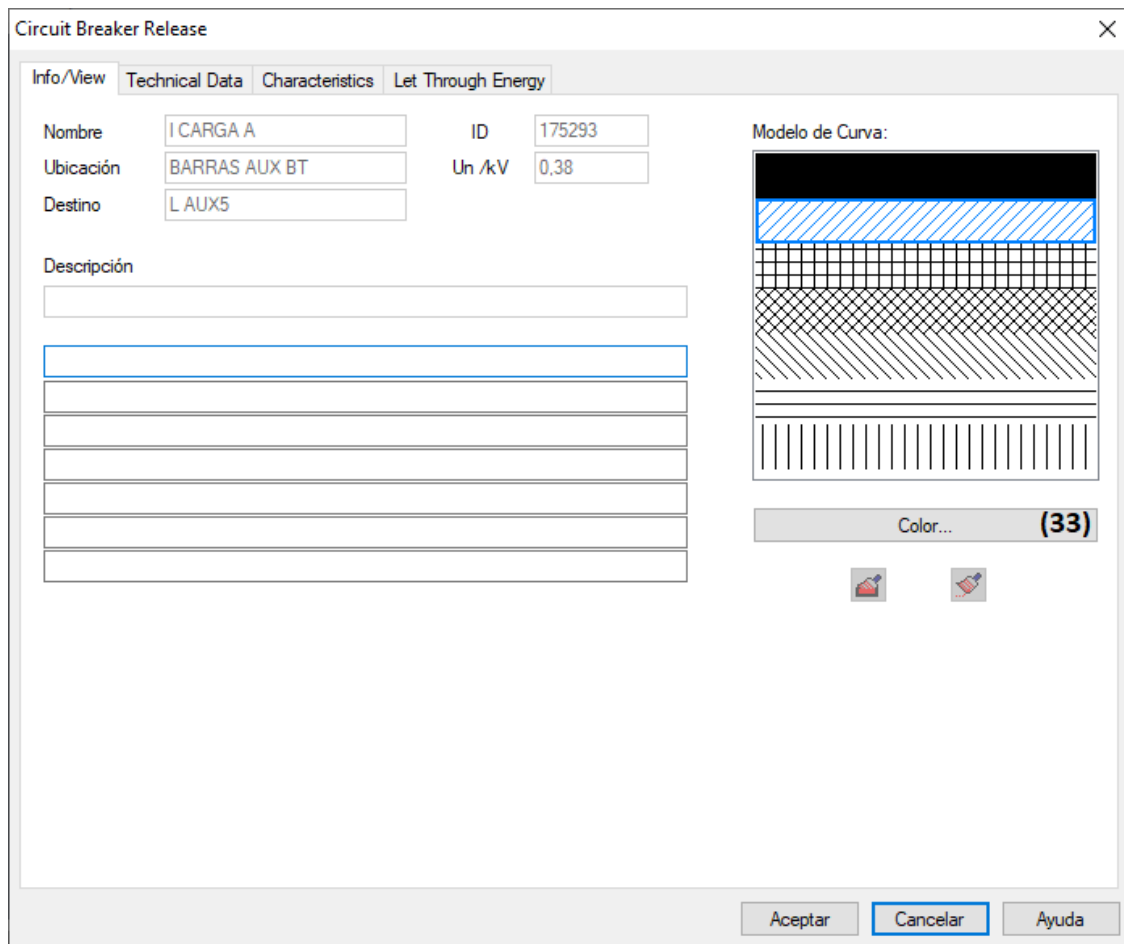 Circuit Breaker Release
Info/View Technical Data Characteristics Let Through Energy
Nombre I CARGA A ID 175293 Modelo de Curva:
Ubicación BARRAS AUX BT Un /kV 0,38
Destino L AUX5
Descripción
Color... (33)
Aceptar Cancelar Ayuda